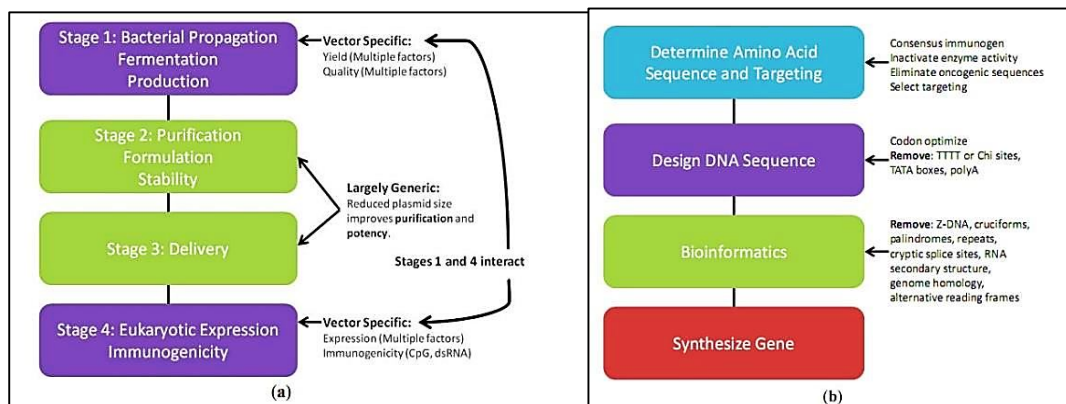 Stage 1: Bacterial Propagation
Fermentation
Production
Vector Specific:
Yield (Multiple factors)
Quality (Multiple factors)
Stage 2: Purification
Formulation
Stability
Largely Generic:
Reduced plasmid size
improves purification and
potency.
Stage 3: Delivery
Stages 1 and 4 interact
Stage 4: Eukaryotic Expression
Immunogenicity
Vector Specific:
Expression (Multiple factors)
Immunogenicity (CpG, dsRNA)
(a)
Determine Amino Acid
Sequence and Targeting
Consensus immunogen
Inactivate enzyme activity
Eliminate oncogenic sequences
Select targeting
Design DNA Sequence
Codon optimize
Remove: TTTT or Chi sites,
TATA boxes, polyA
Bioinformatics
Remove: Z-DNA, cruciforms,
palindromes, repeats,
cryptic splice sites, RNA
secondary structure,
genome homology,
alternative reading frames
Synthesize Gene
(b)